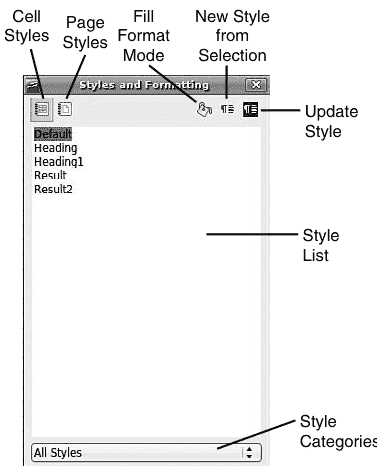 Cell
Styles
Page
Styles
Fill
Format
Mode
New Style
from
Selection
Styles and Formatting
Update
Style
Default
Heading
Heading1
Result
Result2
Style
List
Style
Categories
All Styles